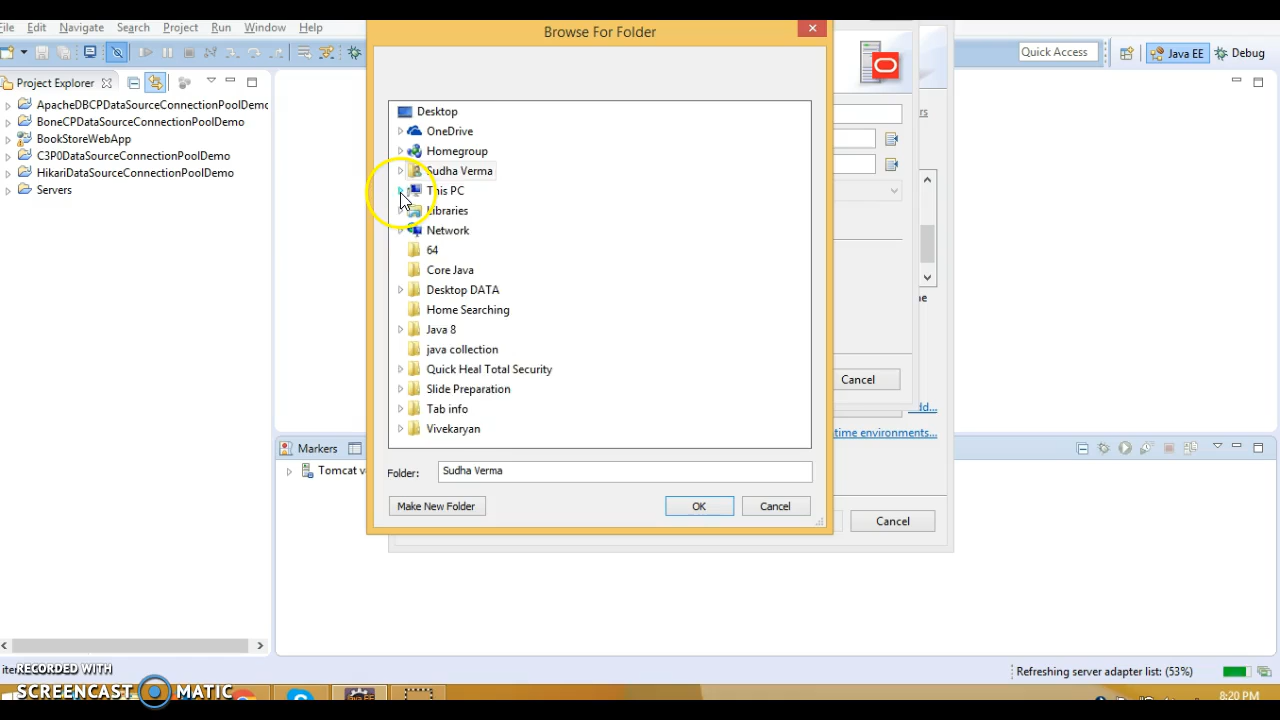 File Edit Navigate Search Project Run Window Help
Browse For Folder
Quick Access
Java EE
Debug
Project Explorer
ApacheDBCPDataSourceConnectionPoolDemo
BoneCPDataSourceConnectionPoolDemo
BookStoreWebApp
C3P0DataSourceConnectionPoolDemo
HikariDataSourceConnectionPoolDemo
Servers
Desktop
OneDrive
Homegroup
Sudha Verma
This PC
Libraries
Network
64
Core Java
Desktop DATA
Home Searching
Java 8
java collection
Quick Heal Total Security
Slide Preparation
Tab info
Vivekaryan
Folder: Sudha Verma
Make New Folder
OK
Cancel
Cancel
dd...
time environments...
Cancel
Markers
Tomcat v
Refreshing server adapter list: (53%)
RECORDED WITH
SCREENCAST MATIC
8:20 PM